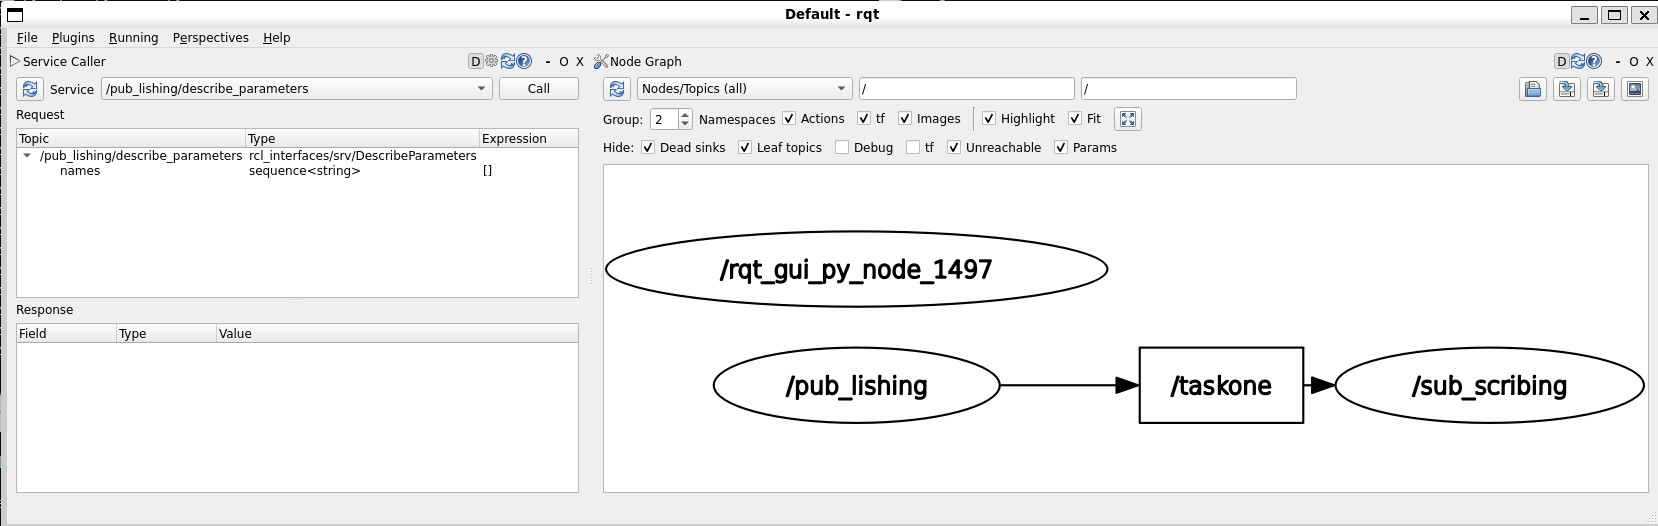 Default - rqt
File Plugins Running Perspectives Help
Service Caller
D - O X
Service /pub_lishing/describe_parameters Call
Request
Topic Type Expression
/pub_lishing/describe_parameters rcl_interfaces/srv/DescribeParameters
names sequence<string> []
Response
Field Type Value
Node Graph
D - O X
Nodes/Topics (all) / /
Group: 2 Namespaces Actions tf Images Highlight Fit
Hide: Dead sinks Leaf topics Debug tf Unreachable Params
/rqt_gui_py_node_1497
/pub_lishing /taskone /sub_scribing